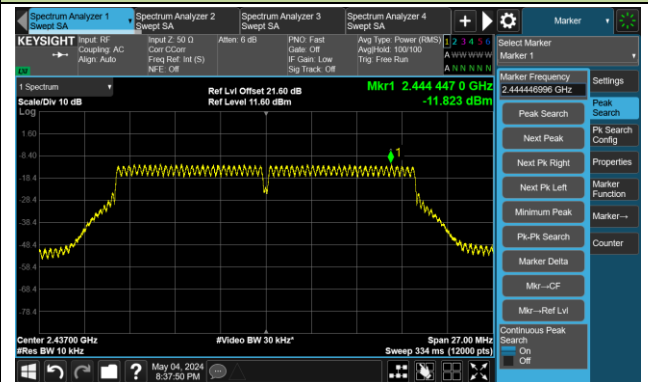 Spectrum Analyzer 1
Swept SA
Spectrum Analyzer 2
Swept SA
Spectrum Analyzer 3
Swept SA
Spectrum Analyzer 4
Swept SA
+
Marker
KEYSIGHT
Input: RF
Coupling: AC
Align: Auto
Input Z: 50 Ω
Corr CCorr
Freq Ref: Int (S)
NFE: Off
Atten: 6 dB
PNO: Fast
Gate: Off
IF Gain: Low
Sig Track: Off
Avg Type: Power (RMS)
Avg|Hold: 100/100
Trig: Free Run
1 2 3 4 5 6
A W W W W W
A N N N N N
LW
Select Marker
Marker 1
1 Spectrum
Scale/Div 10 dB
Log
Ref Lvl Offset 21.60 dB
Ref Level 11.60 dBm
Mkr1 2.444 447 0 GHz
-11.823 dBm
1.60
-8.40
-18.4
-28.4
-38.4
-48.4
-58.4
-68.4
-78.4
1
Center 2.43700 GHz
#Res BW 10 kHz
#Video BW 30 kHz*
Span 27.00 MHz
Sweep 334 ms (12000 pts)
Marker Frequency
2.444446996 GHz
Peak Search
Next Peak
Next Pk Right
Next Pk Left
Minimum Peak
Pk-Pk Search
Marker Delta
Mkr→CF
Mkr→Ref Lvl
Continuous Peak
Search
On
Off
Settings
Peak
Search
Pk Search
Config
Properties
Marker
Function
Marker→
Counter
?
May 04, 2024
8:37:50 PM